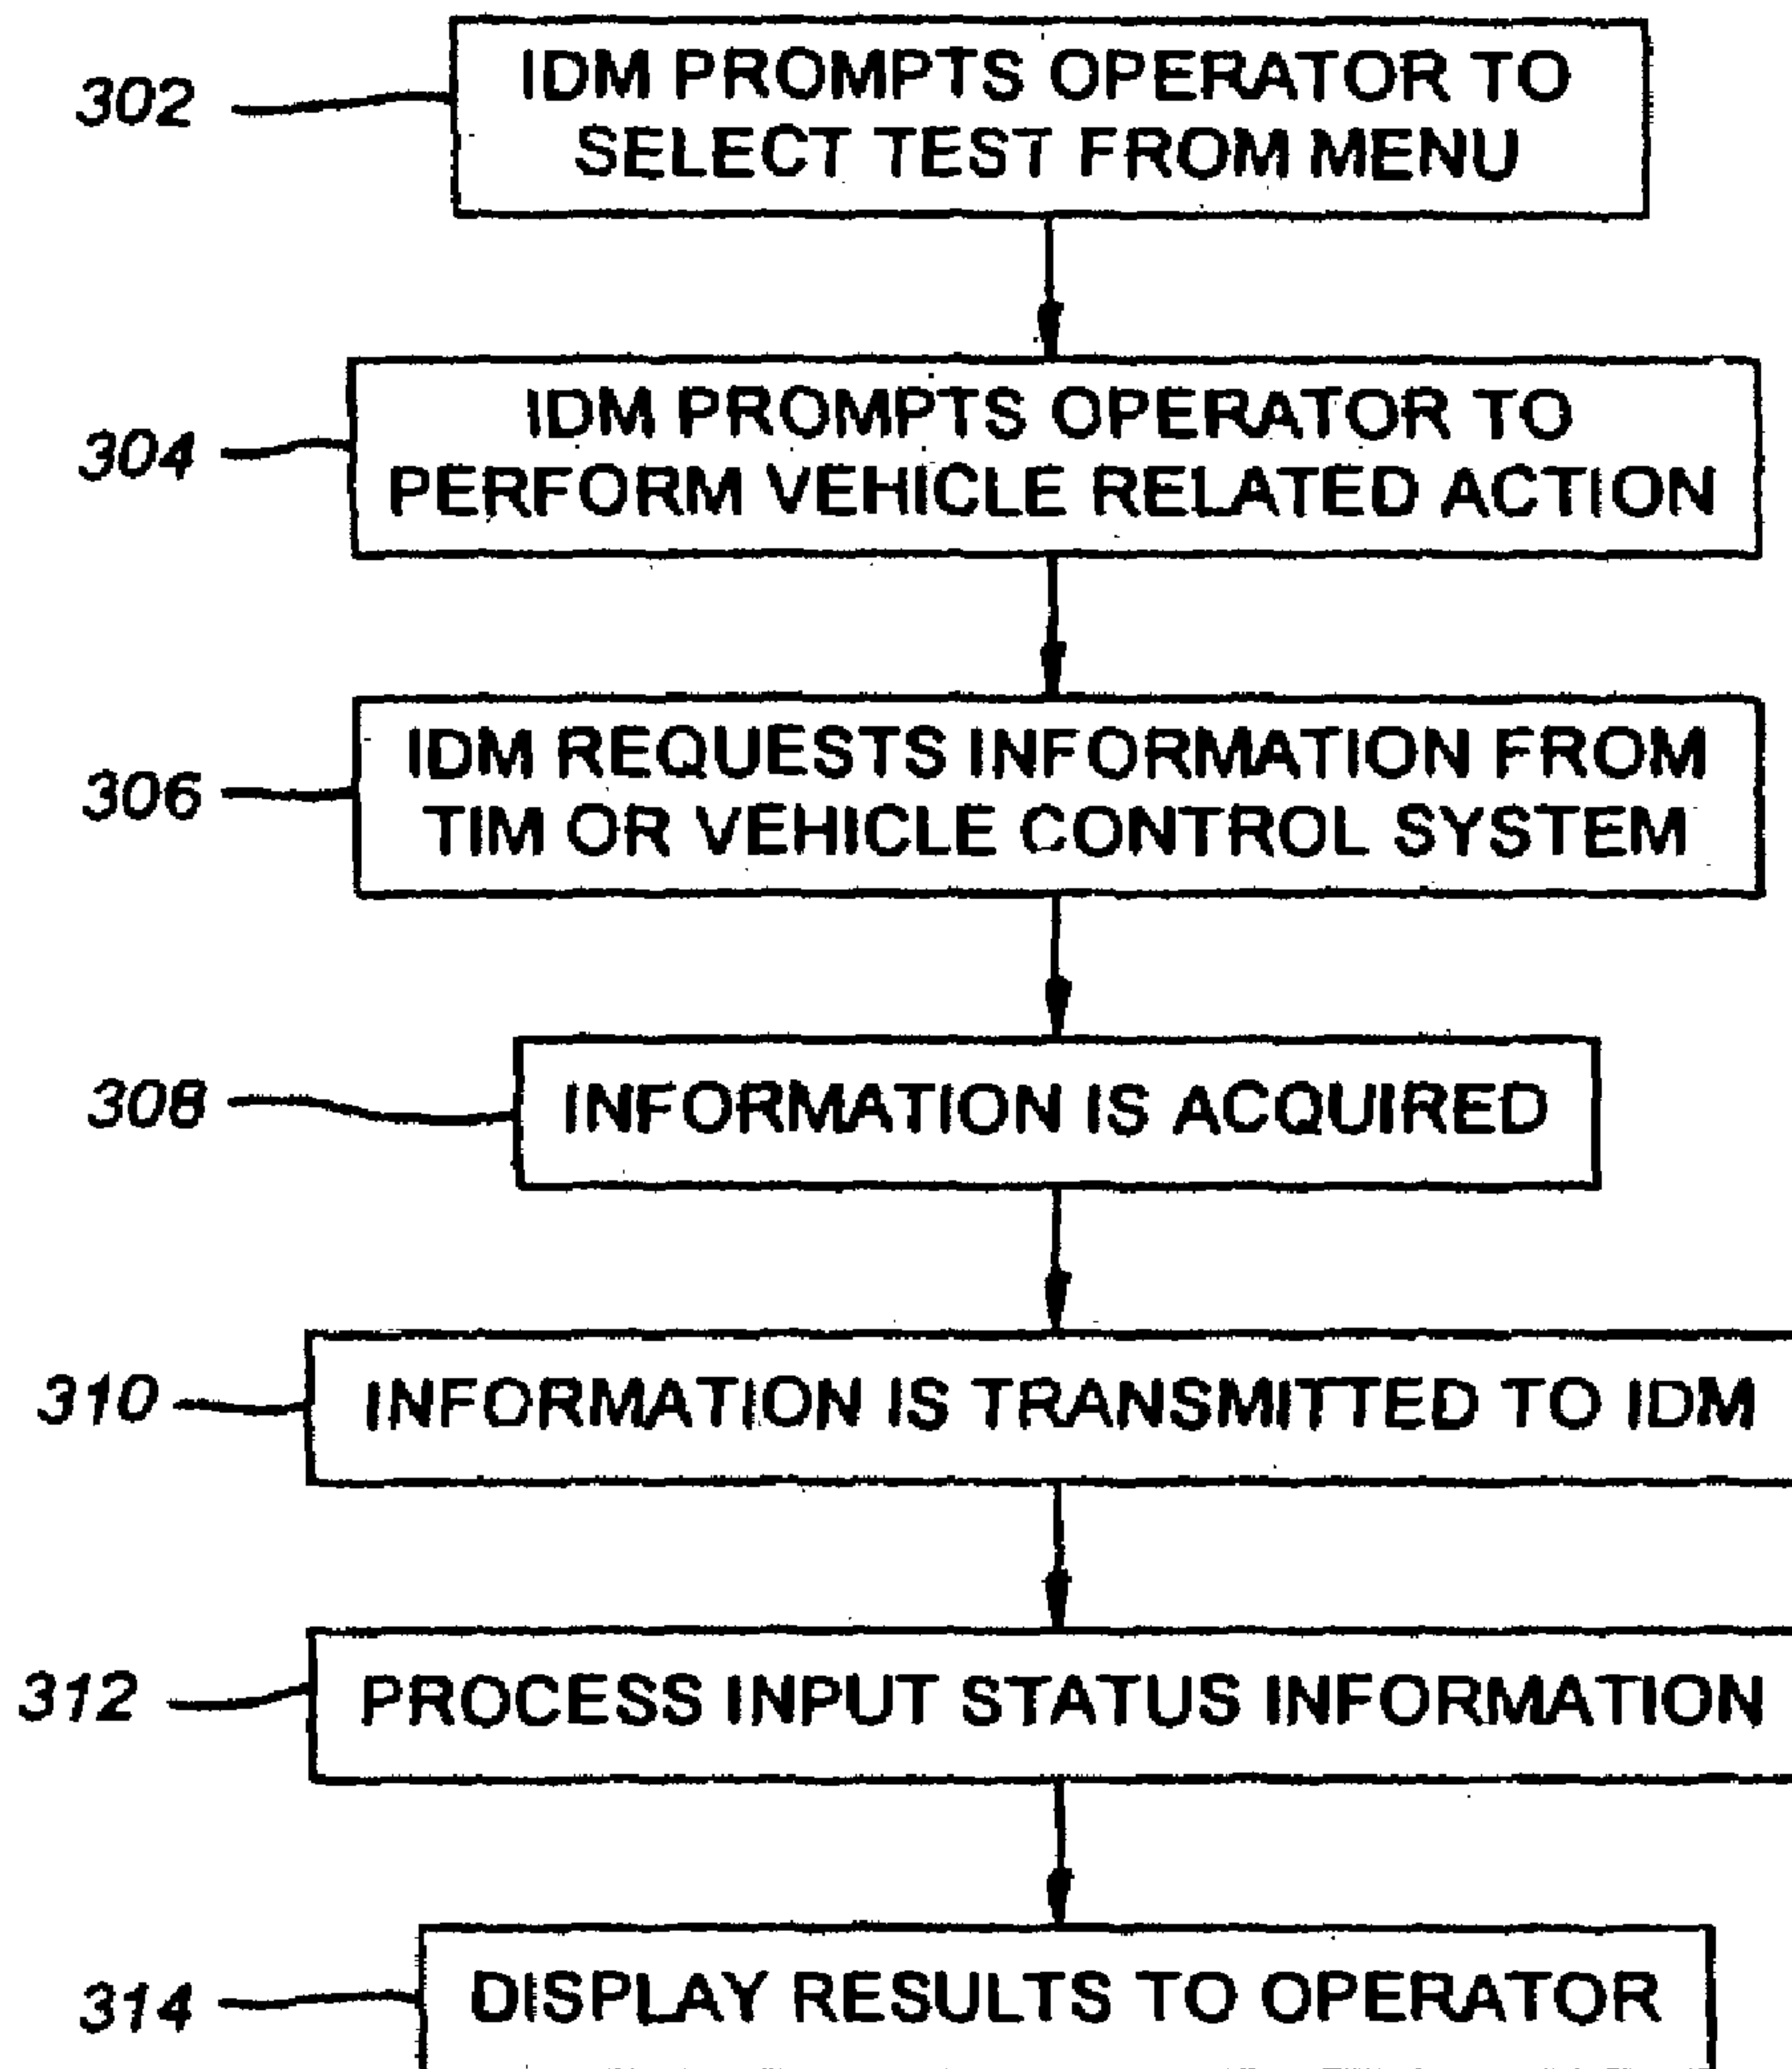 302
IDM PROMPTS OPERATOR TO
SELECT TEST FROM MENU
304
IDM PROMPTS OPERATOR TO
PERFORM VEHICLE RELATED ACTION
306
IDM REQUESTS INFORMATION FROM
TIM OR VEHICLE CONTROL SYSTEM
308
INFORMATION IS ACQUIRED
310
INFORMATION IS TRANSMITTED TO IDM
312
PROCESS INPUT STATUS INFORMATION
314
DISPLAY RESULTS TO OPERATOR